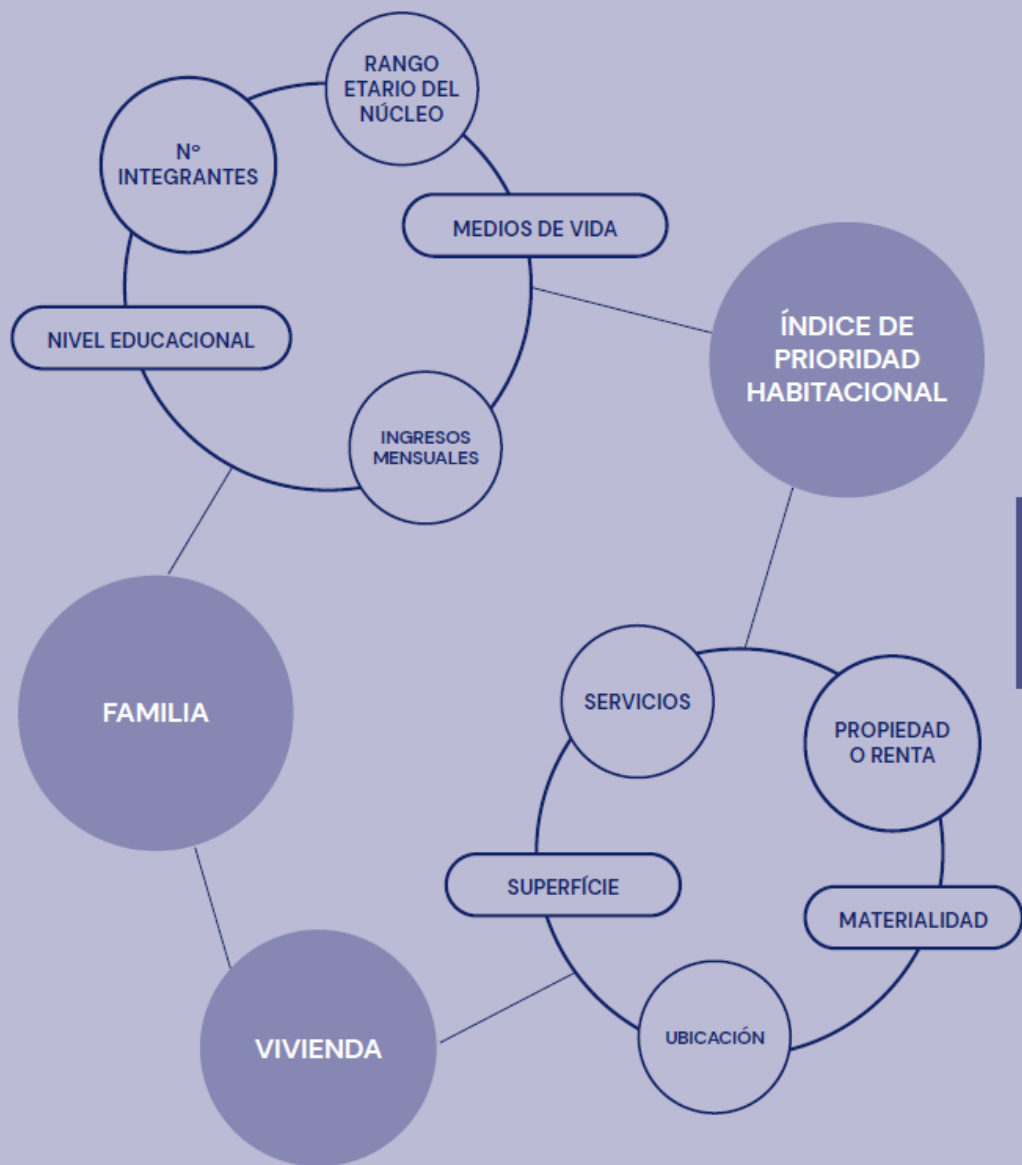 RANGO
ETARIO DEL
NÚCLEO
Nº
INTEGRANTES
MEDIOS DE VIDA
NIVEL EDUCACIONAL
INGRESOS
MENSUALES
ÍNDICE DE
PRIORIDAD
HABITACIONAL
FAMILIA
SERVICIOS
PROPIEDAD
O RENTA
SUPERFÍCIE
MATERIALIDAD
UBICACIÓN
VIVIENDA